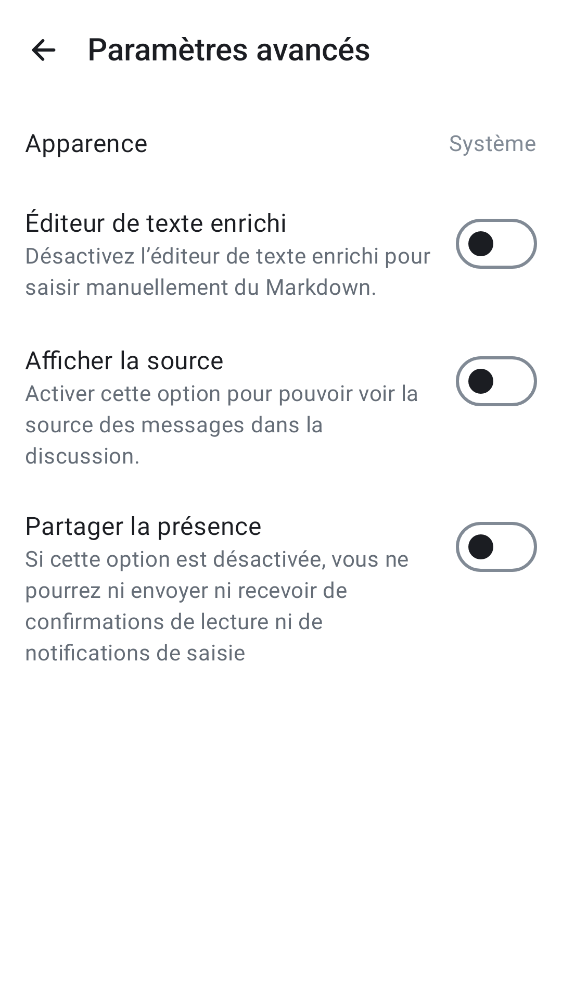 Paramètres avancés
Apparence
Système
Éditeur de texte enrichi
Désactivez l’éditeur de texte enrichi pour
saisir manuellement du Markdown.
Afficher la source
Activer cette option pour pouvoir voir la
source des messages dans la
discussion.
Partager la présence
Si cette option est désactivée, vous ne
pourrez ni envoyer ni recevoir de
confirmations de lecture ni de
notifications de saisie